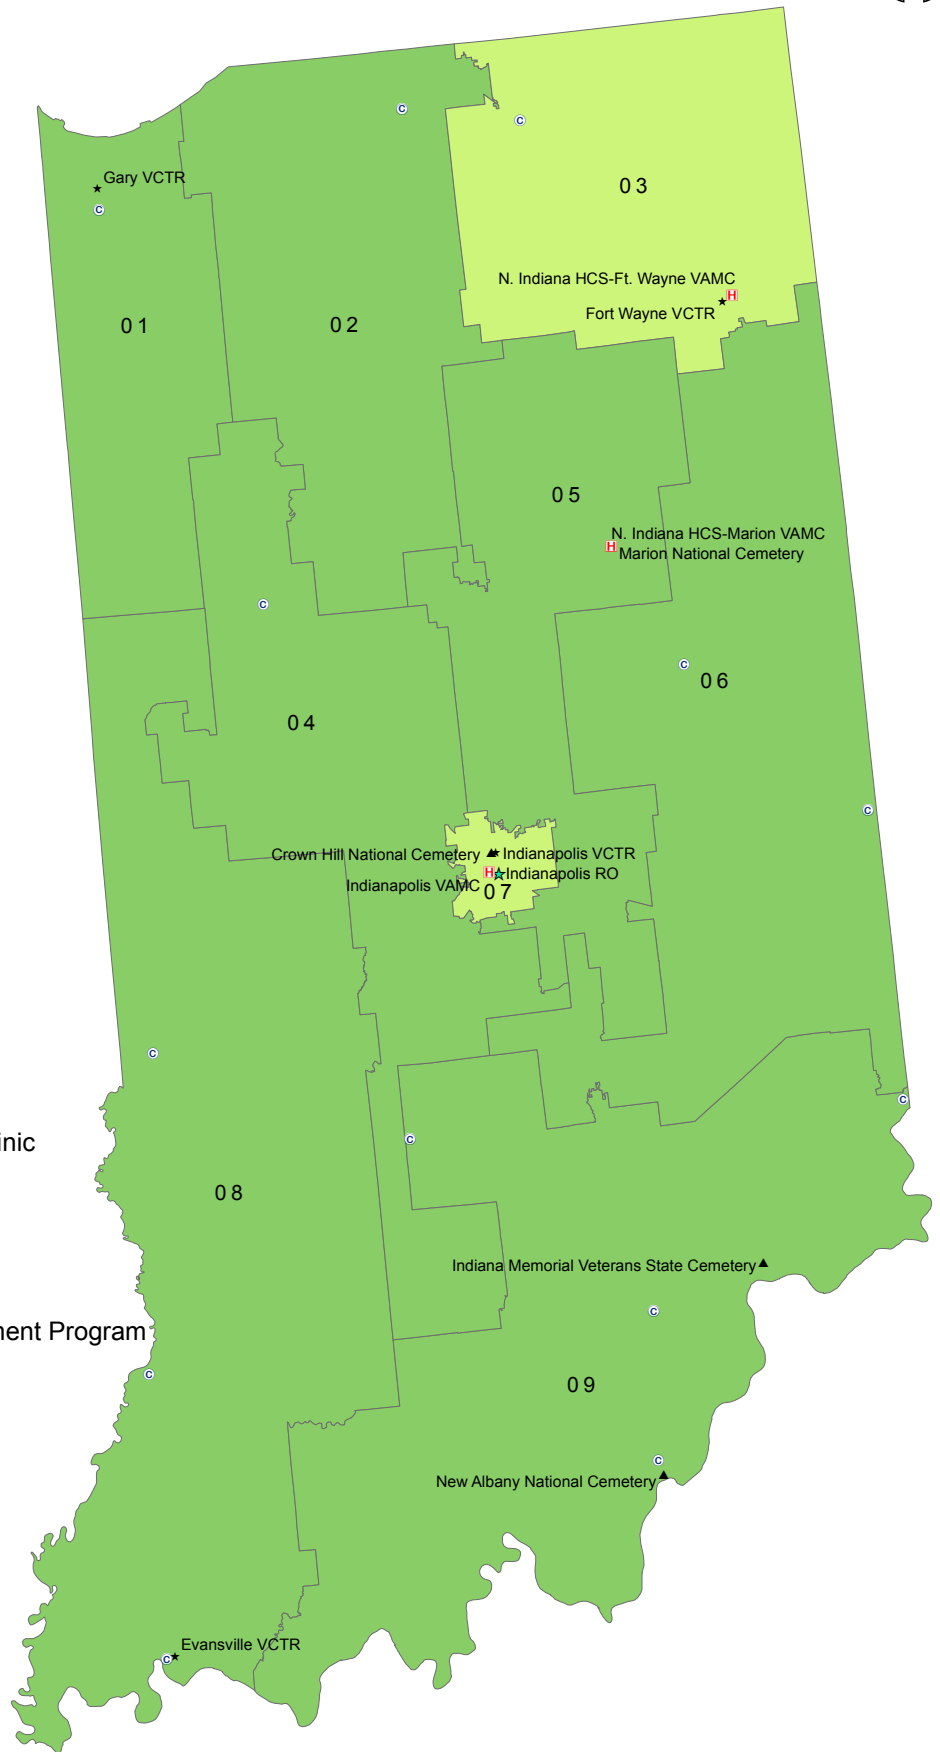 C
C
Gary VCTR
03
C
N. Indiana HCS-Ft. Wayne VAMC
H
Fort Wayne VCTR
01
02
05
N. Indiana HCS-Marion VAMC
H
Marion National Cemetery
C
C
06
04
C
Crown Hill National Cemetery
Indianapolis VCTR
H
Indianapolis RO
Indianapolis VAMC
07
C
C
C
inic
08
Indiana Memorial Veterans State Cemetery
C
ment Program
C
09
C
New Albany National Cemetery
Evansville VCTR
C